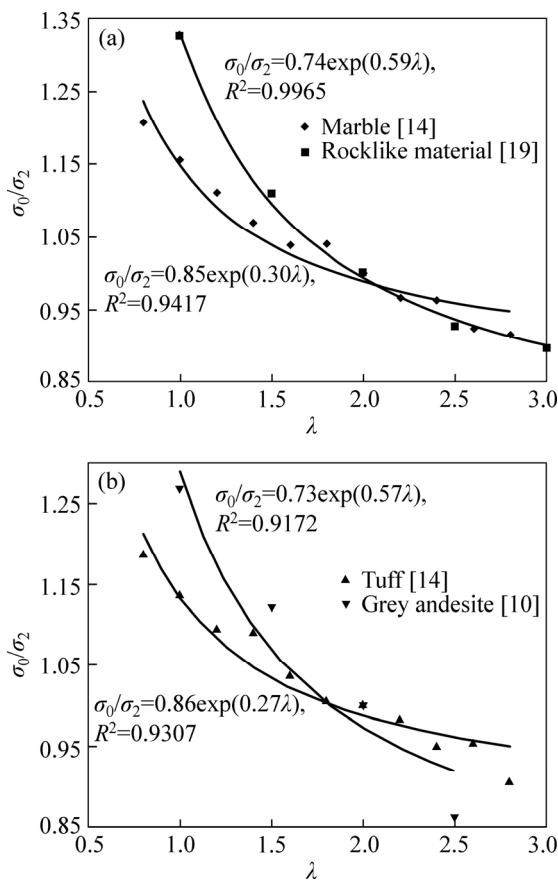 1.35
(a)
σ0/σ2=0.74exp(0.59λ),
R²=0.9965
1.25
Marble [14]
Rocklike material [19]
1.15
σ0/σ2
1.05
σ0/σ2=0.85exp(0.30λ),
R²=0.9417
0.95
0.85
0.5 1.0 1.5 2.0 2.5 3.0
λ
(b)
σ0/σ2=0.73exp(0.57λ),
R²=0.9172
1.25
Tuff [14]
Grey andesite [10]
1.15
σ0/σ2
1.05
σ0/σ2=0.86exp(0.27λ),
R²=0.9307
0.95
0.85
0.5 1.0 1.5 2.0 2.5 3.0
λ